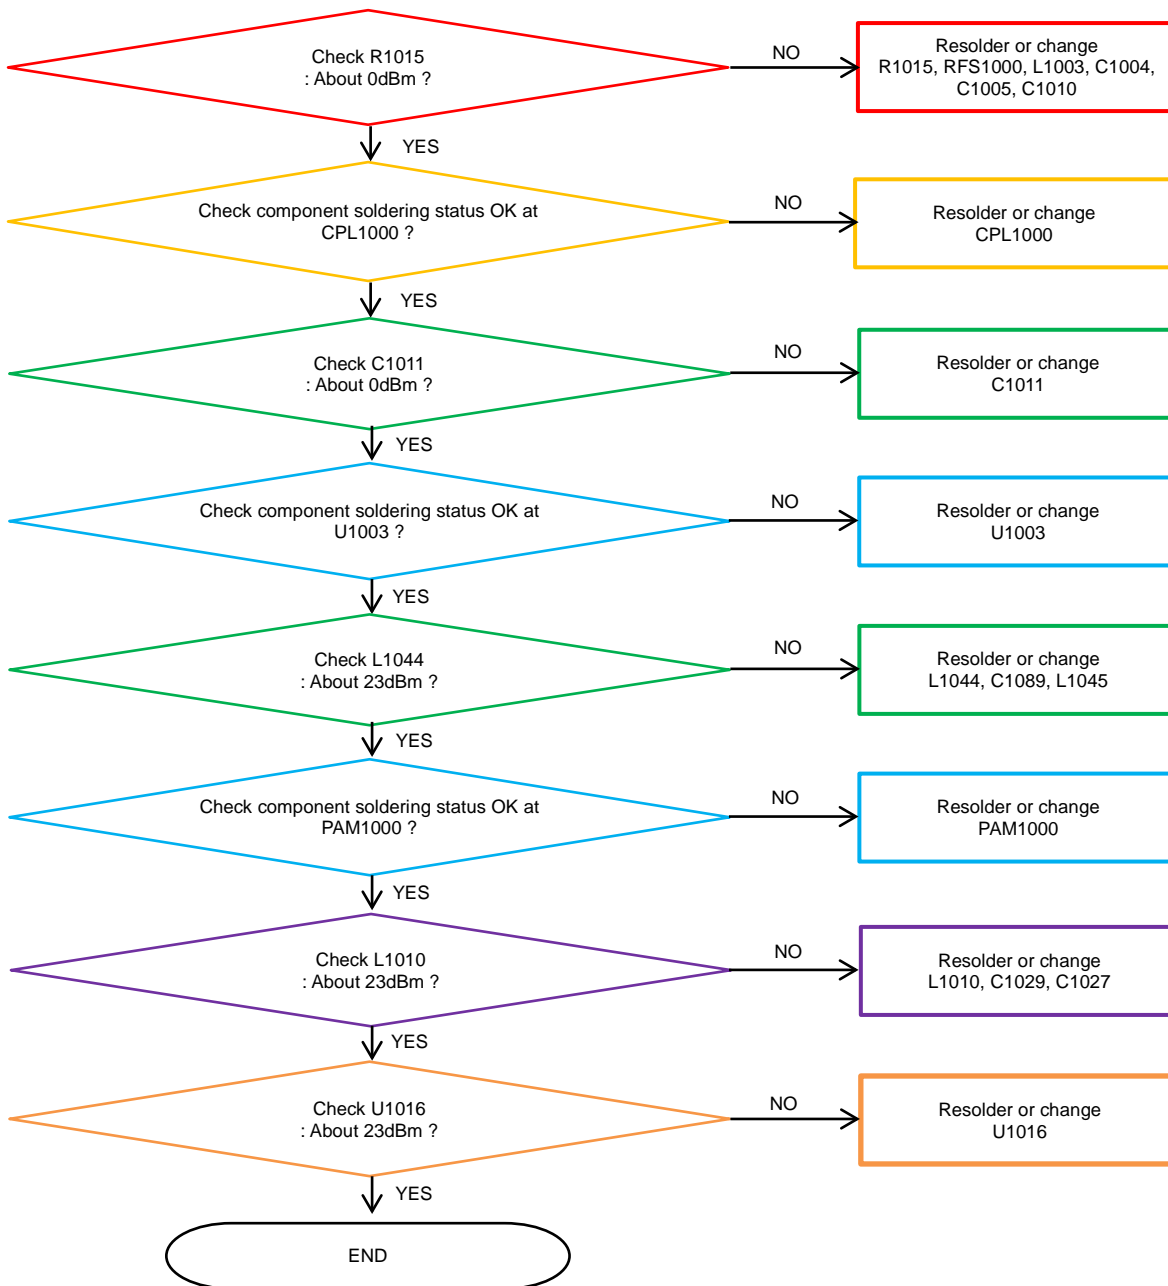 Check R1015
: About 0dBm ?
NO
Resolder or change
R1015, RFS1000, L1003, C1004,
C1005, C1010
YES
Check component soldering status OK at
CPL1000 ?
NO
Resolder or change
CPL1000
YES
Check C1011
: About 0dBm ?
NO
Resolder or change
C1011
YES
Check component soldering status OK at
U1003 ?
NO
Resolder or change
U1003
YES
Check L1044
: About 23dBm ?
NO
Resolder or change
L1044, C1089, L1045
YES
Check component soldering status OK at
PAM1000 ?
NO
Resolder or change
PAM1000
YES
Check L1010
: About 23dBm ?
NO
Resolder or change
L1010, C1029, C1027
YES
Check U1016
: About 23dBm ?
NO
Resolder or change
U1016
YES
END